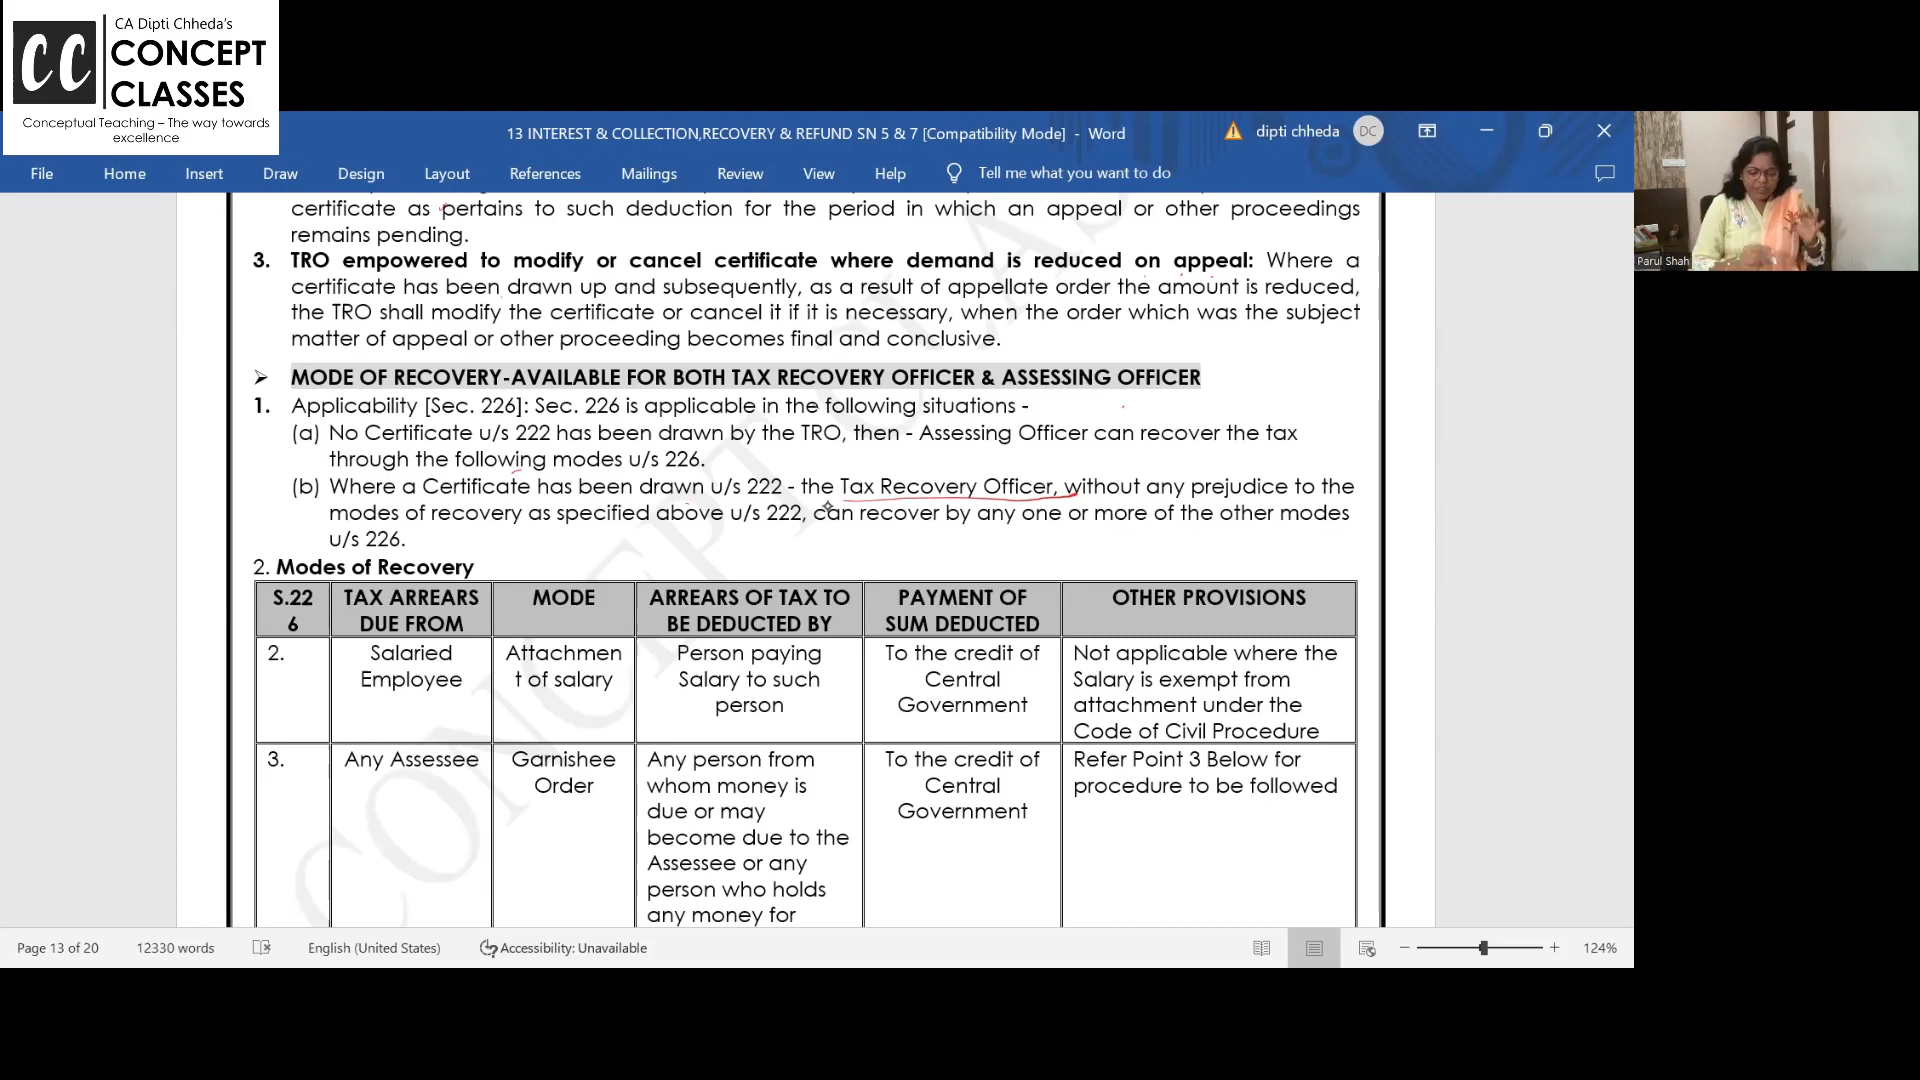 CA Dipti Chheda's
CC
CONCEPT
CLASSES
Conceptual Teaching – The way towards
excellence
13 INTEREST & COLLECTION,RECOVERY & REFUND SN 5 & 7 [Compatibility Mode] - Word
dipti chheda
DC
File Home Insert Draw Design Layout References Mailings Review View Help Tell me what you want to do
Parul Shah
certificate as pertains to such deduction for the period in which an appeal or other proceedings
remains pending.
3. TRO empowered to modify or cancel certificate where demand is reduced on appeal: Where a
certificate has been drawn up and subsequently, as a result of appellate order the amount is reduced,
the TRO shall modify the certificate or cancel it if it is necessary, when the order which was the subject
matter of appeal or other proceeding becomes final and conclusive.
➢ MODE OF RECOVERY-AVAILABLE FOR BOTH TAX RECOVERY OFFICER & ASSESSING OFFICER
1. Applicability [Sec. 226]: Sec. 226 is applicable in the following situations -
(a) No Certificate u/s 222 has been drawn by the TRO, then - Assessing Officer can recover the tax
through the following modes u/s 226.
(b) Where a Certificate has been drawn u/s 222 - the Tax Recovery Officer, without any prejudice to the
modes of recovery as specified above u/s 222, can recover by any one or more of the other modes
u/s 226.
2. Modes of Recovery
S.22 TAX ARREARS MODE ARREARS OF TAX TO PAYMENT OF OTHER PROVISIONS
6 DUE FROM BE DEDUCTED BY SUM DEDUCTED
2. Salaried Attachmen Person paying To the credit of Not applicable where the
Employee t of salary Salary to such Central Salary is exempt from
person Government attachment under the
Code of Civil Procedure
3. Any Assessee Garnishee Any person from To the credit of Refer Point 3 Below for
Order whom money is Central procedure to be followed
due or may Government
become due to the
Assessee or any
person who holds
any money for
CONCEPT CLAS
Page 13 of 20 12330 words English (United States) Accessibility: Unavailable 124%